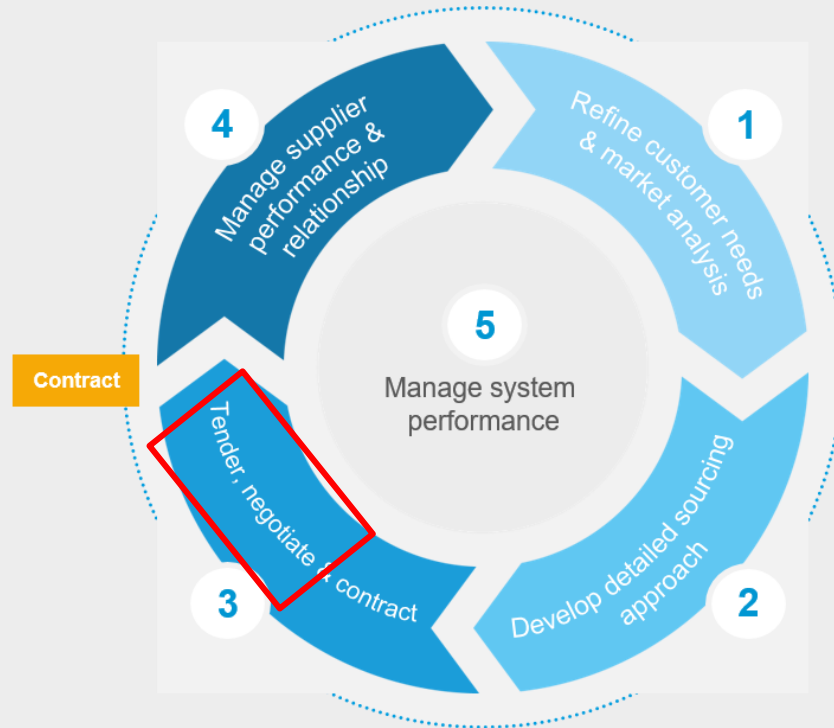 1
Refine customer needs
& market analysis
2
Develop detailed sourcing
approach
3
Tender, negotiate & contract
Contract
4
Manage supplier
performance &
relationship
5
Manage system
performance